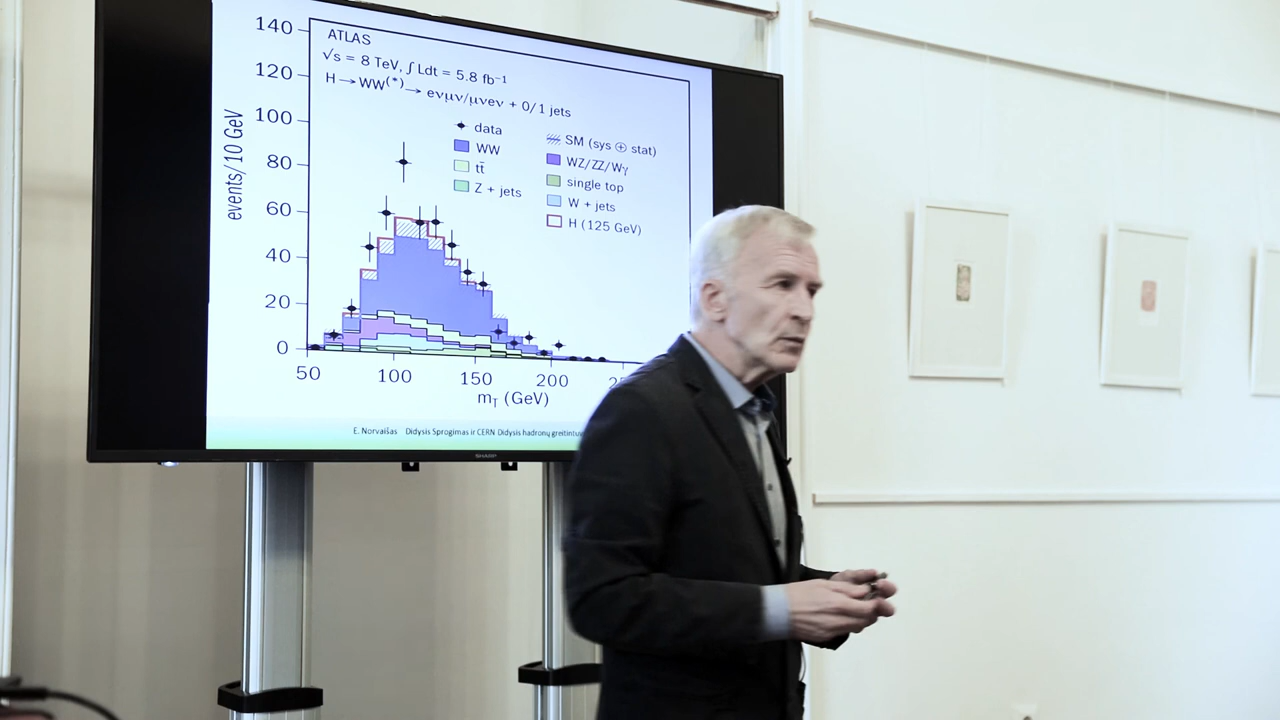 140
120
100
80
60
40
20
0
events/10 GeV
ATLAS
√s = 8 TeV, ∫Ldt = 5.8 fb⁻¹
H→WW⁽*⁾→ eνμν/μνeν + 0/1 jets
data
WW
tt̄
Z + jets
SM (sys ⊕ stat)
WZ/ZZ/Wγ
single top
W + jets
H (125 GeV)
50 100 150 200
m_T (GeV)
E. Norvaišas Didysis Sprogimas ir CERN Didysis hadronų
SHARP